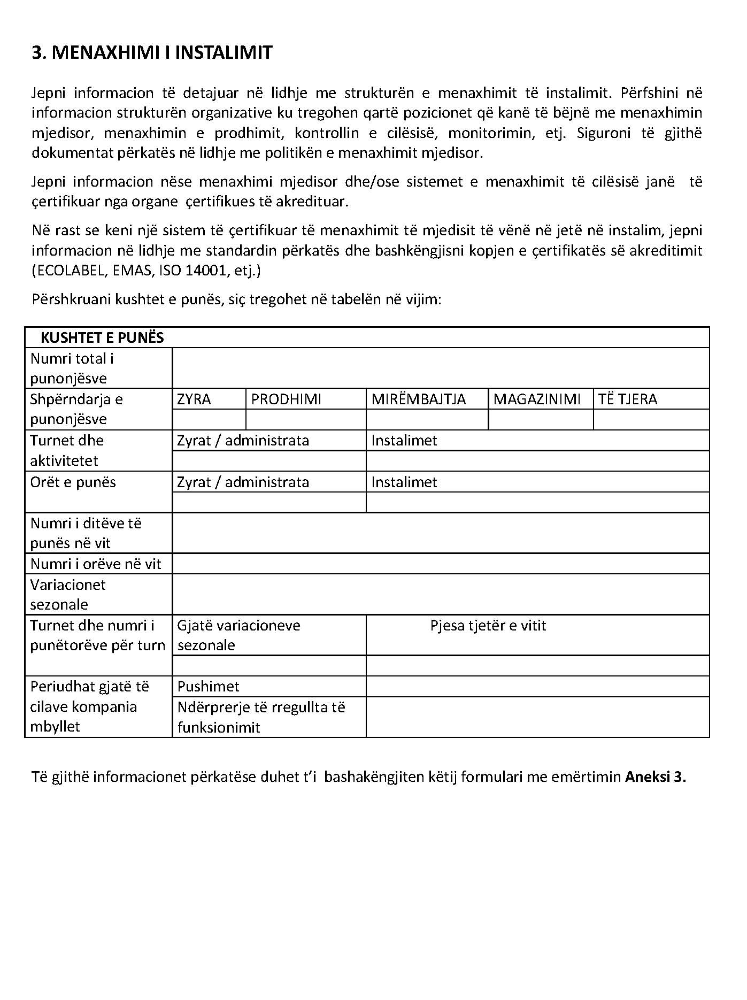 3. MENAXHIMI I INSTALIMIT
Jepni informacion të detajuar në lidhje me strukturën e menaxhimit të instalimit. Përfshini në
informacion strukturën organizative ku tregohen qartë pozicionet që kanë të bëjnë me menaxhimin
mjedisor, menaxhimin e prodhimit, kontrollin e cilësisë, monitorimin, etj. Siguroni të gjithë
dokumentat përkatës në lidhje me politikën e menaxhimit mjedisor.
Jepni informacion nëse menaxhimi mjedisor dhe/ose sistemet e menaxhimit të cilësisë janë të
çertifikuar nga organe çertifikues të akredituar.
Në rast se keni një sistem të çertifikuar të menaxhimit të mjedisit të vënë në jetë në instalim, jepni
informacion në lidhje me standardin përkatës dhe bashkëngjisni kopjen e çertifikatës së akreditimit
(ECOLABEL, EMAS, ISO 14001, etj.)
Përshkruani kushtet e punës, siç tregohet në tabelën në vijim:
KUSHTET E PUNËS
Numri total i
punonjësve
Shpërndarja e
punonjësve
ZYRA PRODHIMI MIRËMBAJTJA MAGAZINIMI TË TJERA
Turnet dhe
aktivitetet
Zyrat / administrata Instalimet
Orët e punës Zyrat / administrata Instalimet
Numri i ditëve të
punës në vit
Numri i orëve në vit
Variacionet
sezonale
Turnet dhe numri i
punëtorëve për turn
Gjatë variacioneve
sezonale
Pjesa tjetër e vitit
Periudhat gjatë të
cilave kompania
mbyllet
Pushimet
Ndërprerje të rregullta të
funksionimit
Të gjithë informacionet përkatëse duhet t’i bashakëngjiten këtij formulari me emërtimin Aneksi 3.